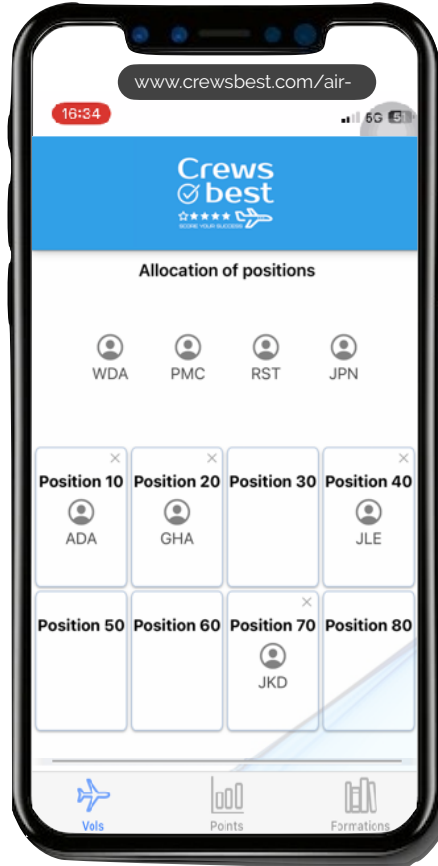 www.crewsbest.com/air-
16:34
5G 51
Crews
best
SCORE YOUR SUCCESS
Allocation of positions
WDA PMC RST JPN
Position 10 Position 20 Position 30 Position 40
ADA GHA JLE
Position 50 Position 60 Position 70 Position 80
JKD
Vols Points Formations